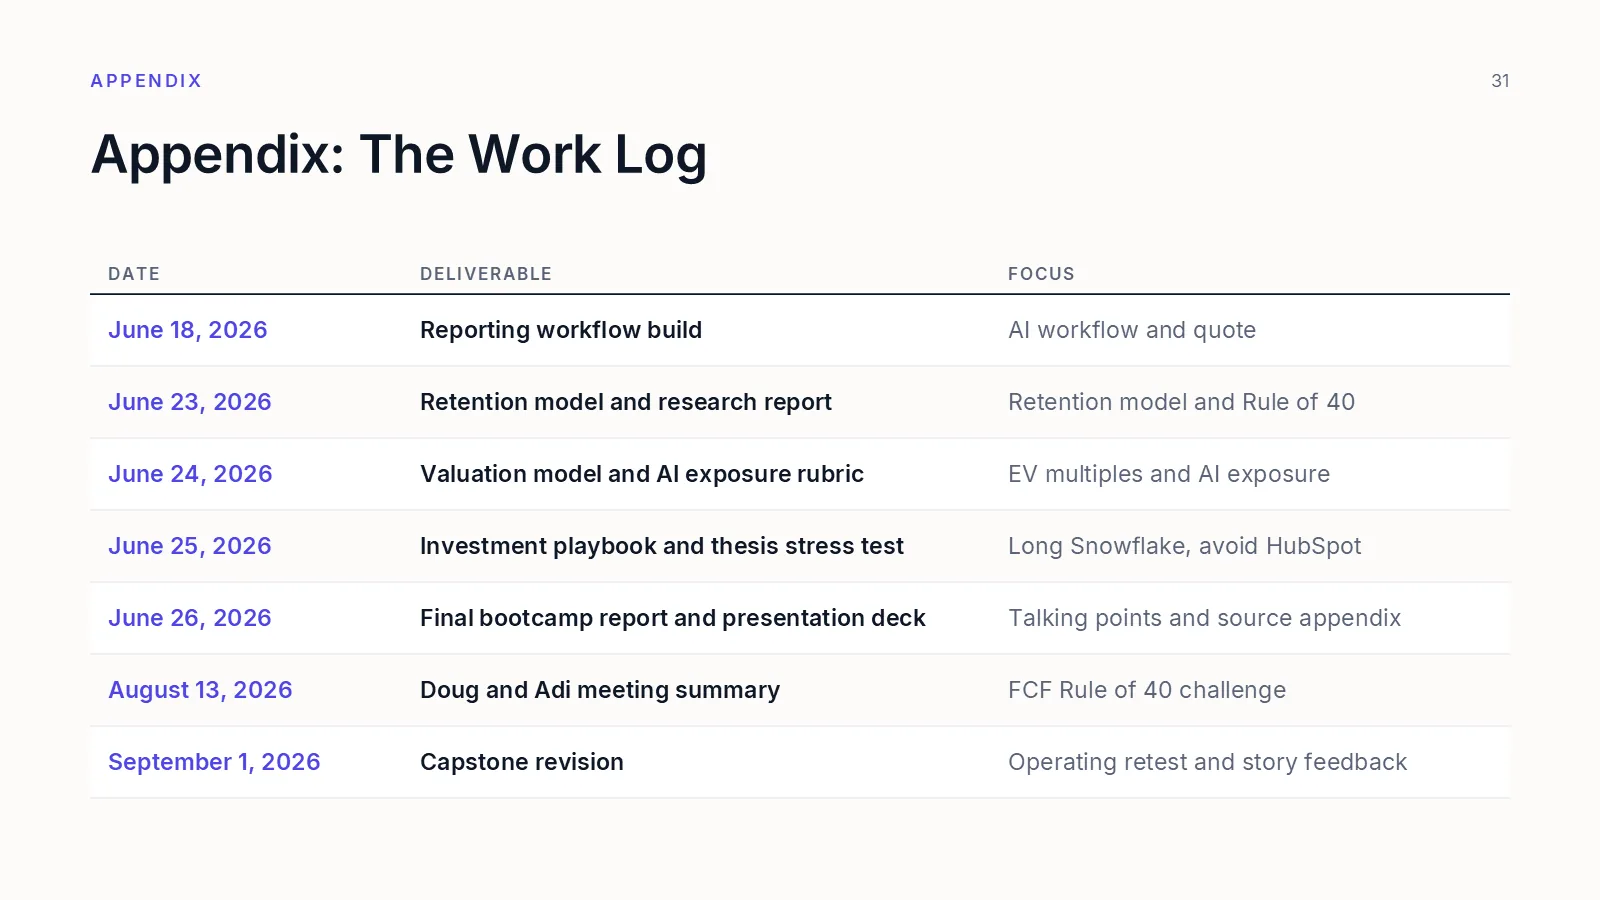 APPENDIX
31
Appendix: The Work Log
DATE DELIVERABLE FOCUS
June 18, 2026 Reporting workflow build AI workflow and quote
June 23, 2026 Retention model and research report Retention model and Rule of 40
June 24, 2026 Valuation model and AI exposure rubric EV multiples and AI exposure
June 25, 2026 Investment playbook and thesis stress test Long Snowflake, avoid HubSpot
June 26, 2026 Final bootcamp report and presentation deck Talking points and source appendix
August 13, 2026 Doug and Adi meeting summary FCF Rule of 40 challenge
September 1, 2026 Capstone revision Operating retest and story feedback